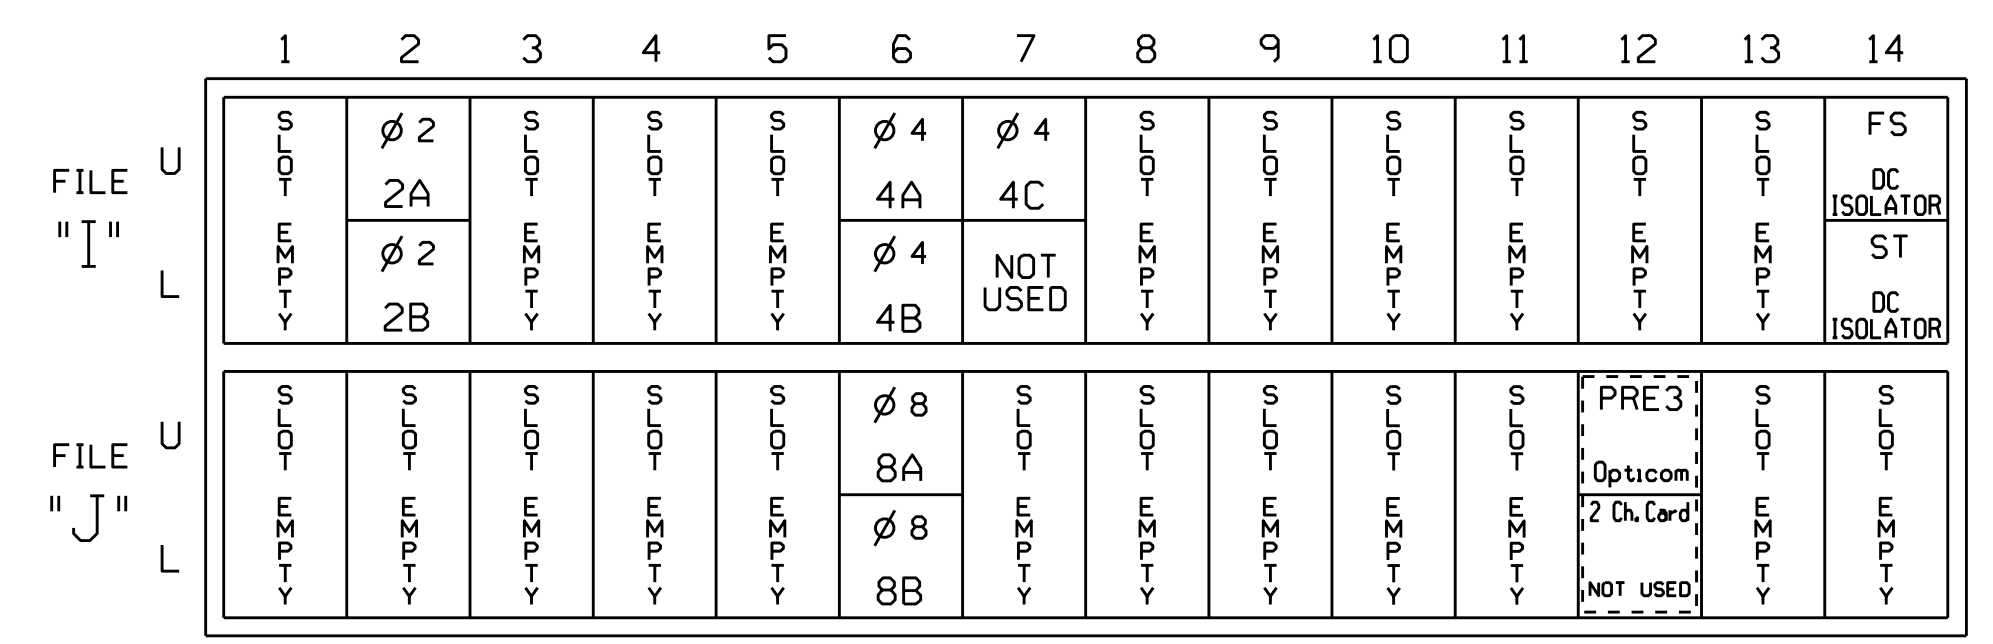 1 2 3 4 5 6 7 8 9 10 11 12 13 14
FILE "I"
U
L
SLOT EMPTY
Ø 2
2A
Ø 2
2B
SLOT EMPTY
SLOT EMPTY
SLOT EMPTY
Ø 4
4A
Ø 4
4B
Ø 4
4C
NOT
USED
SLOT EMPTY
SLOT EMPTY
SLOT EMPTY
SLOT EMPTY
SLOT EMPTY
SLOT EMPTY
FS
DC
ISOLATOR
ST
DC
ISOLATOR
FILE "J"
U
L
SLOT EMPTY
SLOT EMPTY
SLOT EMPTY
SLOT EMPTY
SLOT EMPTY
Ø 8
8A
Ø 8
8B
SLOT EMPTY
SLOT EMPTY
SLOT EMPTY
SLOT EMPTY
SLOT EMPTY
PRE3
Opticom
2 Ch. Card
NOT USED
SLOT EMPTY
SLOT EMPTY